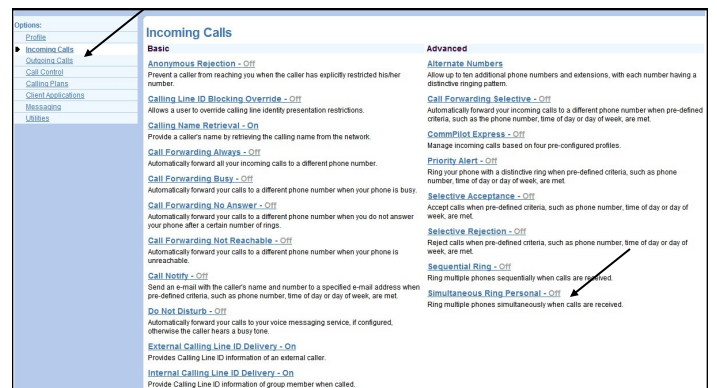 Options:
Profile
Incoming Calls
Outgoing Calls
Call Control
Calling Plans
Client Applications
Messaging
Utilities
Incoming Calls
Basic
Anonymous Rejection - Off
Prevent a caller from reaching you when the caller has explicitly restricted his/her
number.
Calling Line ID Blocking Override - Off
Allows a user to override calling line identity presentation restrictions.
Calling Name Retrieval - On
Provide a caller's name by retrieving the calling name from the network.
Call Forwarding Always - Off
Automatically forward all your incoming calls to a different phone number.
Call Forwarding Busy - Off
Automatically forward your calls to a different phone number when your phone is busy.
Call Forwarding No Answer - Off
Automatically forward your calls to a different phone number when you do not answer
your phone after a certain number of rings.
Call Forwarding Not Reachable - Off
Automatically forward your calls to a different phone number when your phone is
unreachable.
Call Notify - Off
Send an e-mail with the caller's name and number to a specified e-mail address when
pre-defined criteria, such as phone number, time of day or day of week, are met.
Do Not Disturb - Off
Automatically forward your calls to your voice messaging service, if configured,
otherwise the caller hears a busy tone.
External Calling Line ID Delivery - On
Provides Calling Line ID information of an external caller.
Internal Calling Line ID Delivery - On
Provide Calling Line ID information of group member when called.
Advanced
Alternate Numbers
Allow up to ten additional phone numbers and extensions, with each number having a
distinctive ringing pattern.
Call Forwarding Selective - Off
Automatically forward your incoming calls to a different phone number when pre-defined
criteria, such as the phone number, time of day or day of week, are met.
CommPilot Express - Off
Manage incoming calls based on four pre-configured profiles.
Priority Alert - Off
Ring your phone with a distinctive ring when pre-defined criteria, such as phone
number, time of day or day of week, are met.
Selective Acceptance - Off
Accept calls when pre-defined criteria, such as phone number, time of day or day of
week, are met.
Selective Rejection - Off
Reject calls when pre-defined criteria, such as phone number, time of day or day of
week, are met.
Sequential Ring - Off
Ring multiple phones sequentially when calls are received.
Simultaneous Ring Personal - Off
Ring multiple phones simultaneously when calls are received.